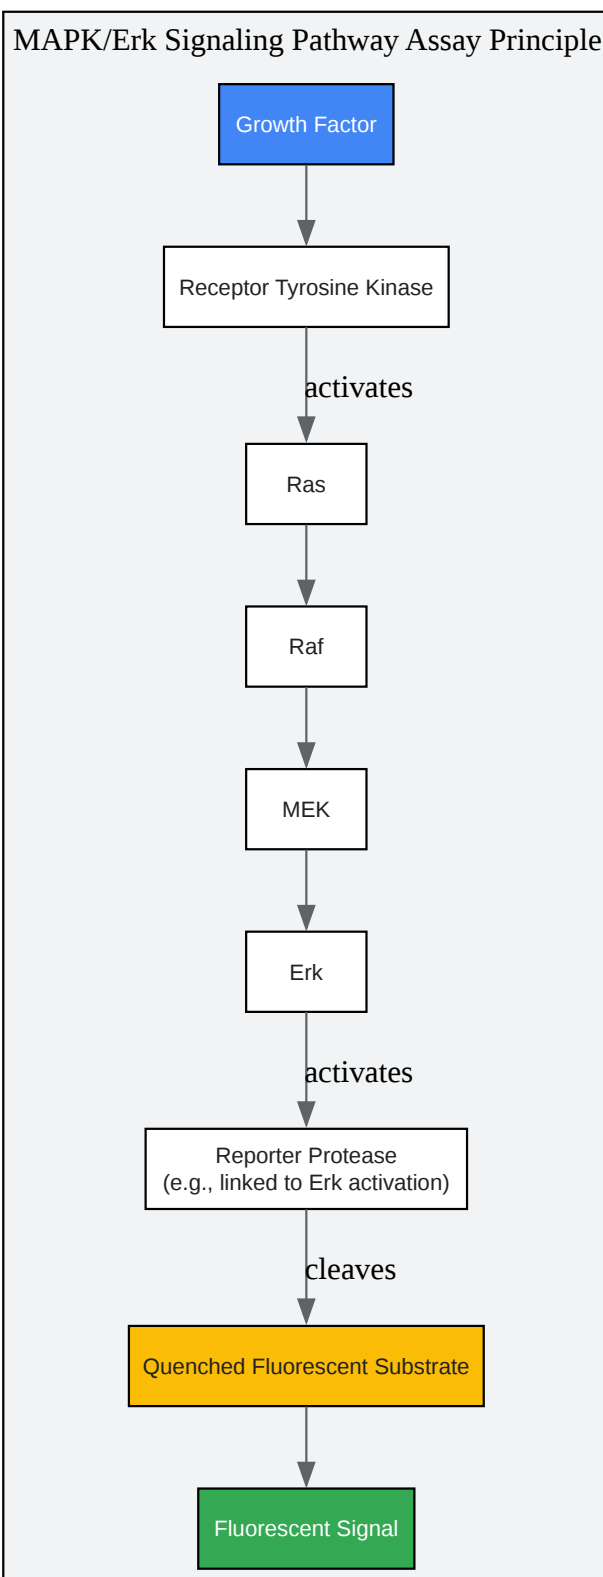 MAPK/Erk Signaling Pathway Assay Principle
Growth Factor
Receptor Tyrosine Kinase
activates
Ras
Raf
MEK
Erk
activates
Reporter Protease
(e.g., linked to Erk activation)
cleaves
Quenched Fluorescent Substrate
Fluorescent Signal